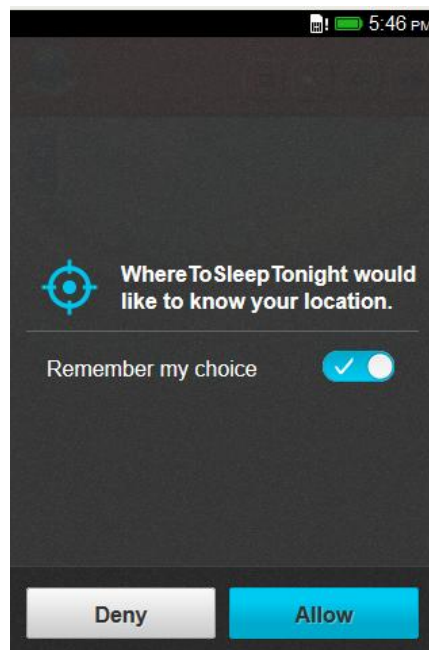 5:46 PM
WhereToSleepTonight would
like to know your location.
Remember my choice
Deny
Allow